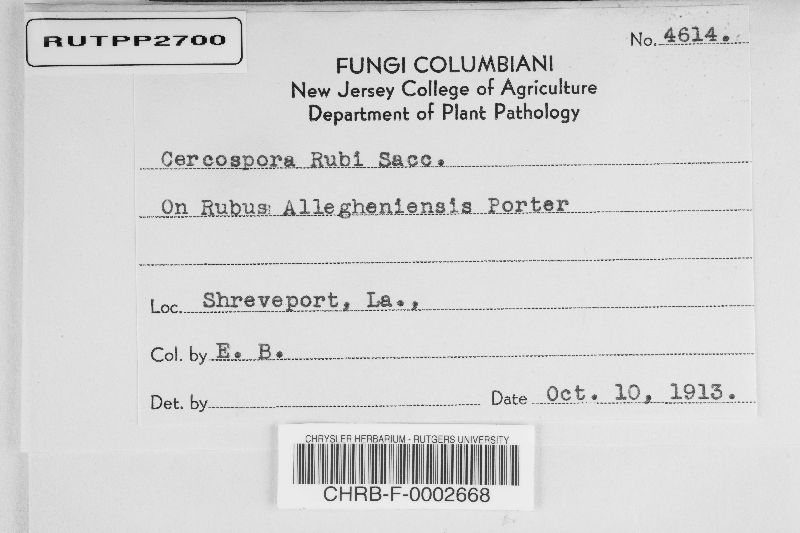 RUTPP2700
No. 4614.
FUNGI COLUMBIANI
New Jersey College of Agriculture
Department of Plant Pathology
Cercospora Rubi Sacc.
On Rubus Allegheniensis Porter
Loc. Shreveport, La.,
Col. by E. B.
Det. by
Date Oct. 10, 1913.
CHRYSLER HERBARIUM - RUTGERS UNIVERSITY
CHRB-F-0002668